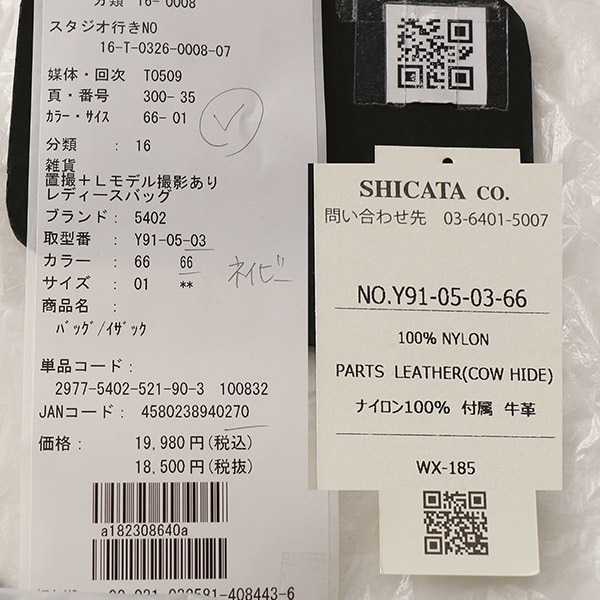 分類 16-0008
スタジオ行きNO
16-T-0326-0008-07
媒体・回次 T0509
頁・番号 300-35
ｶﾗｰ・ｻｲｽﾞ 66-01
分類 : 16
雑貨
置撮＋Ｌモデル撮影あり
レディースバッグ
ブランド : 5402
取型番 : Y91-05-03
カラー : 66 66 ネイビー
サイズ : 01 **
商品名 :
ﾊﾞｯｸﾞ/ｲｻﾞｯｸ
単品コード :
2977-5402-521-90-3 100832
JANコード : 4580238940270
価格 : 19,980円(税込)
18,500円(税抜)
a182308640a
SHICATA CO.
問い合わせ先 03-6401-5007
NO.Y91-05-03-66
100% NYLON
PARTS LEATHER(COW HIDE)
ナイロン100% 付属 牛革
WX-185